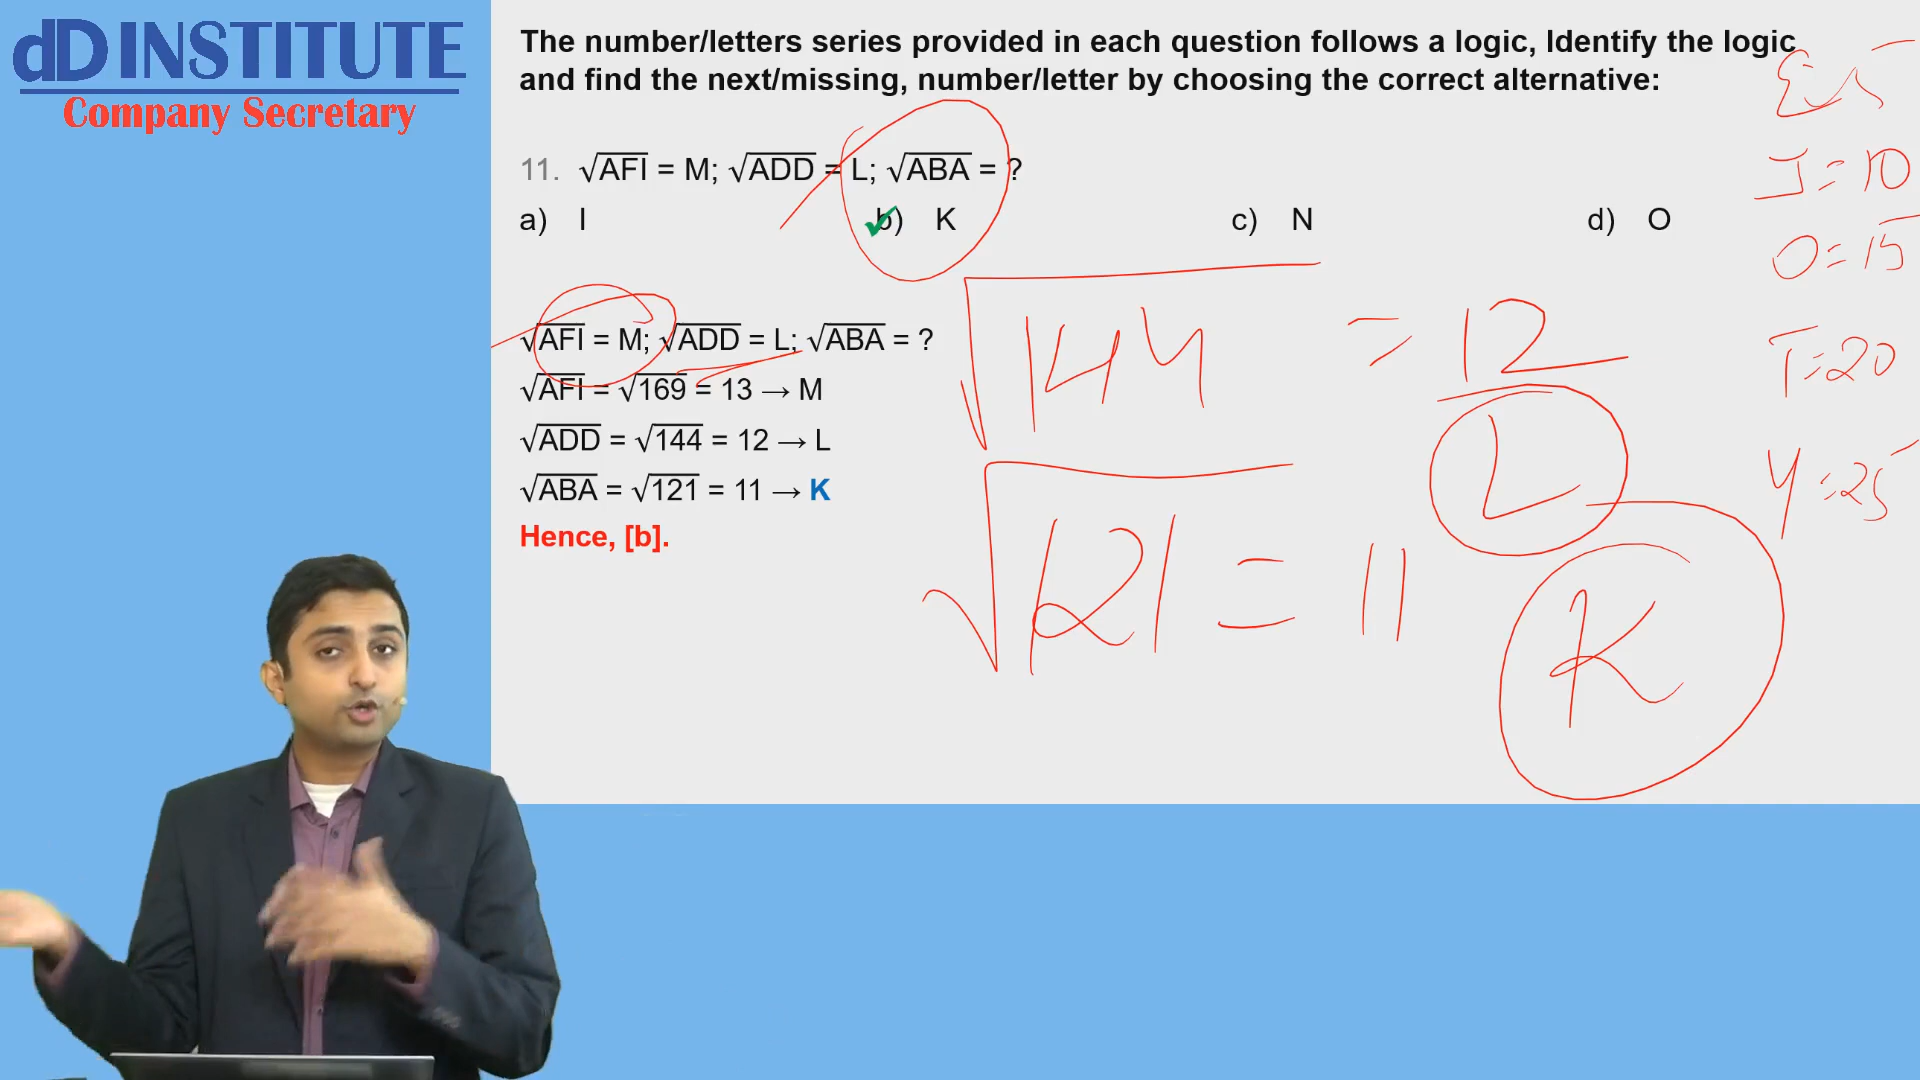 dD INSTITUTE
Company Secretary
The number/letters series provided in each question follows a logic, Identify the logic
and find the next/missing, number/letter by choosing the correct alternative:
11. √AFI = M; √ADD = L; √ABA = ?
a) I b) K c) N d) O
√AFI = M; √ADD = L; √ABA = ?
√AFI = √169 = 13 → M
√ADD = √144 = 12 → L
√ABA = √121 = 11 → K
Hence, [b].
√144 = 12
L
√121 = 11
K
J = 10
O = 15
T = 20
Y = 25